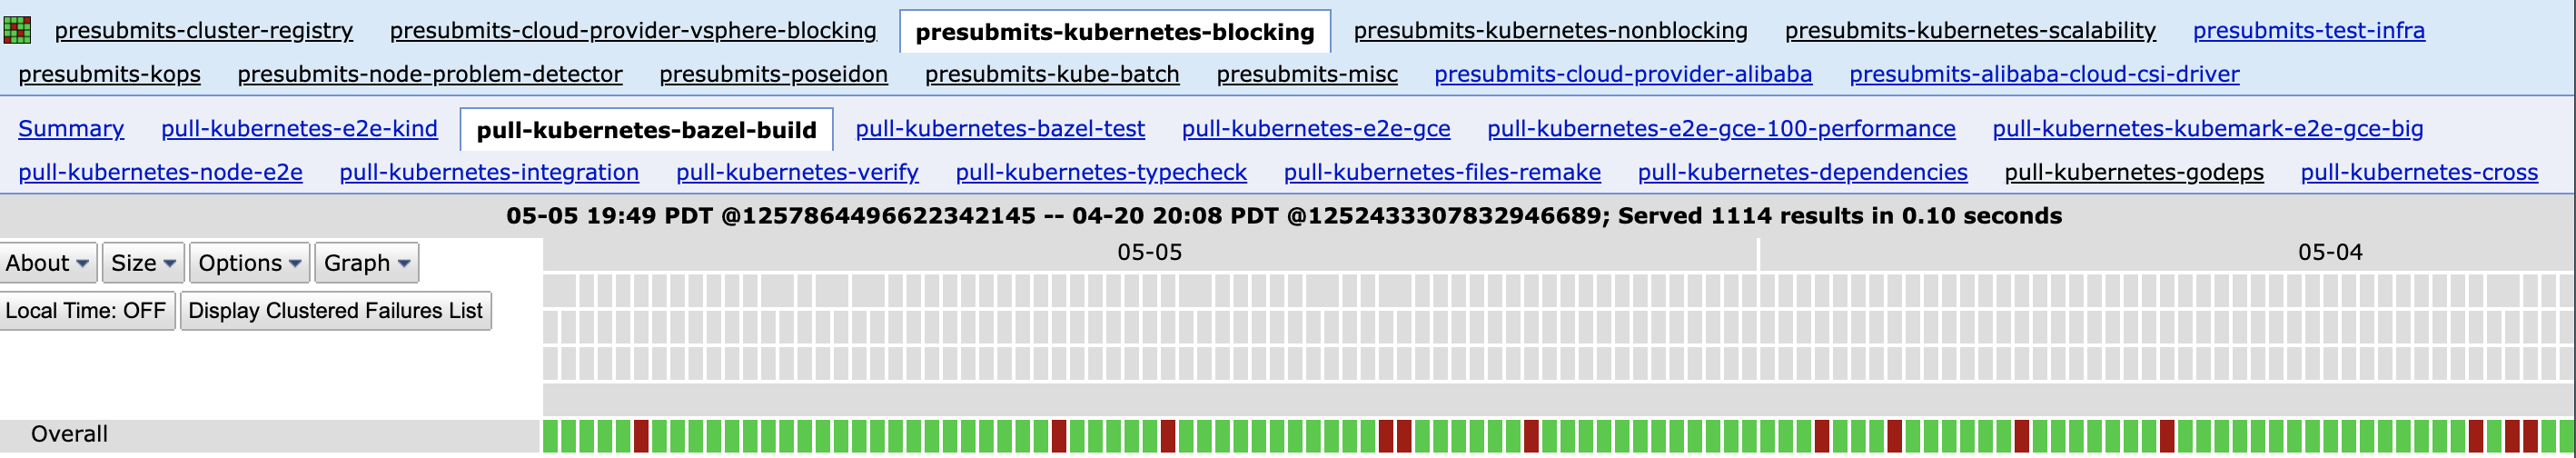 presubmits-cluster-registry presubmits-cloud-provider-vsphere-blocking presubmits-kubernetes-blocking presubmits-kubernetes-nonblocking presubmits-kubernetes-scalability presubmits-test-infra
presubmits-kops presubmits-node-problem-detector presubmits-poseidon presubmits-kube-batch presubmits-misc presubmits-cloud-provider-alibaba presubmits-alibaba-cloud-csi-driver
Summary pull-kubernetes-e2e-kind pull-kubernetes-bazel-build pull-kubernetes-bazel-test pull-kubernetes-e2e-gce pull-kubernetes-e2e-gce-100-performance pull-kubernetes-kubemark-e2e-gce-big
pull-kubernetes-node-e2e pull-kubernetes-integration pull-kubernetes-verify pull-kubernetes-typecheck pull-kubernetes-files-remake pull-kubernetes-dependencies pull-kubernetes-godeps pull-kubernetes-cross
05-05 19:49 PDT @1257864496622342145 -- 04-20 20:08 PDT @1252433307832946689; Served 1114 results in 0.10 seconds
05-05 05-04
About Size Options Graph
Local Time: OFF Display Clustered Failures List
Overall